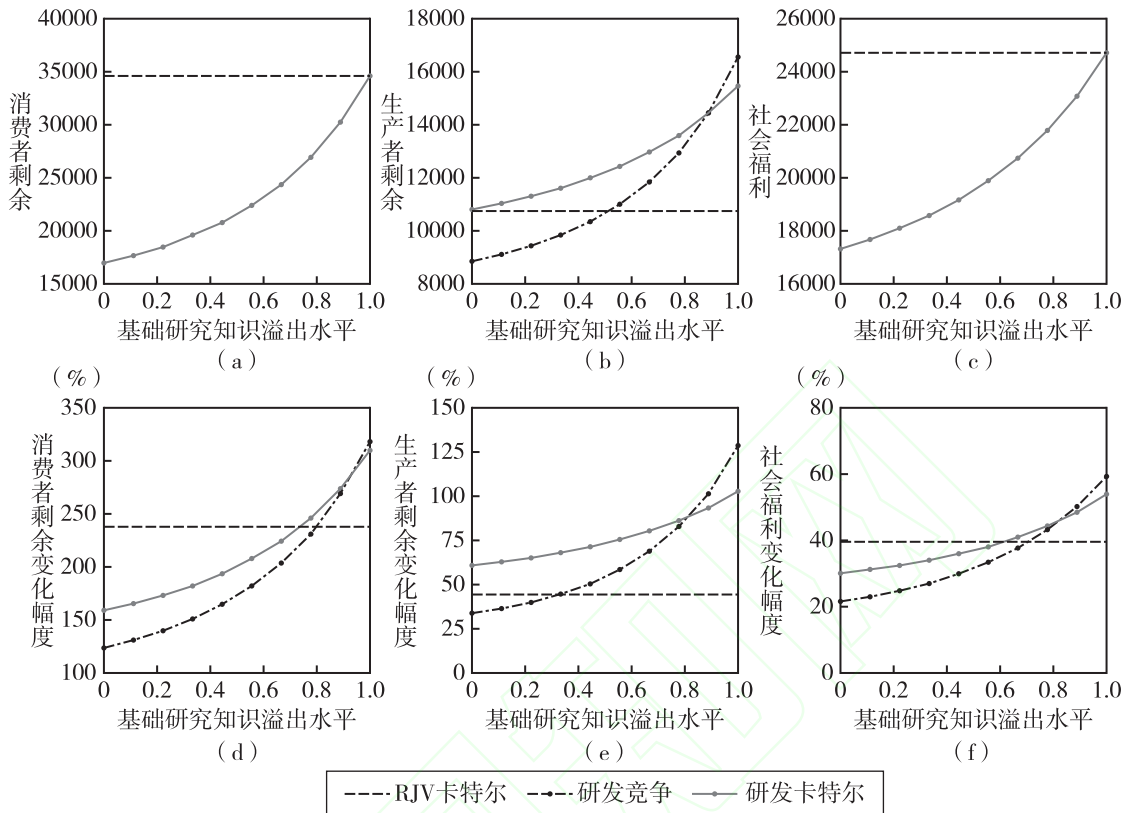 消费者剩余
40000
35000
30000
25000
20000
15000
0 0.2 0.4 0.6 0.8 1.0
基础研究知识溢出水平
(a)
生产者剩余
18000
16000
14000
12000
10000
8000
0 0.2 0.4 0.6 0.8 1.0
基础研究知识溢出水平
(b)
社会福利
26000
24000
22000
20000
18000
16000
0 0.2 0.4 0.6 0.8 1.0
基础研究知识溢出水平
(c)
(%)
消费者剩余变化幅度
350
300
250
200
150
100
0 0.2 0.4 0.6 0.8 1.0
基础研究知识溢出水平
(d)
(%)
生产者剩余变化幅度
150
125
100
75
50
25
0
0 0.2 0.4 0.6 0.8 1.0
基础研究知识溢出水平
(e)
(%)
社会福利变化幅度
80
60
40
20
0
0 0.2 0.4 0.6 0.8 1.0
基础研究知识溢出水平
(f)
RJV卡特尔 研发竞争 研发卡特尔